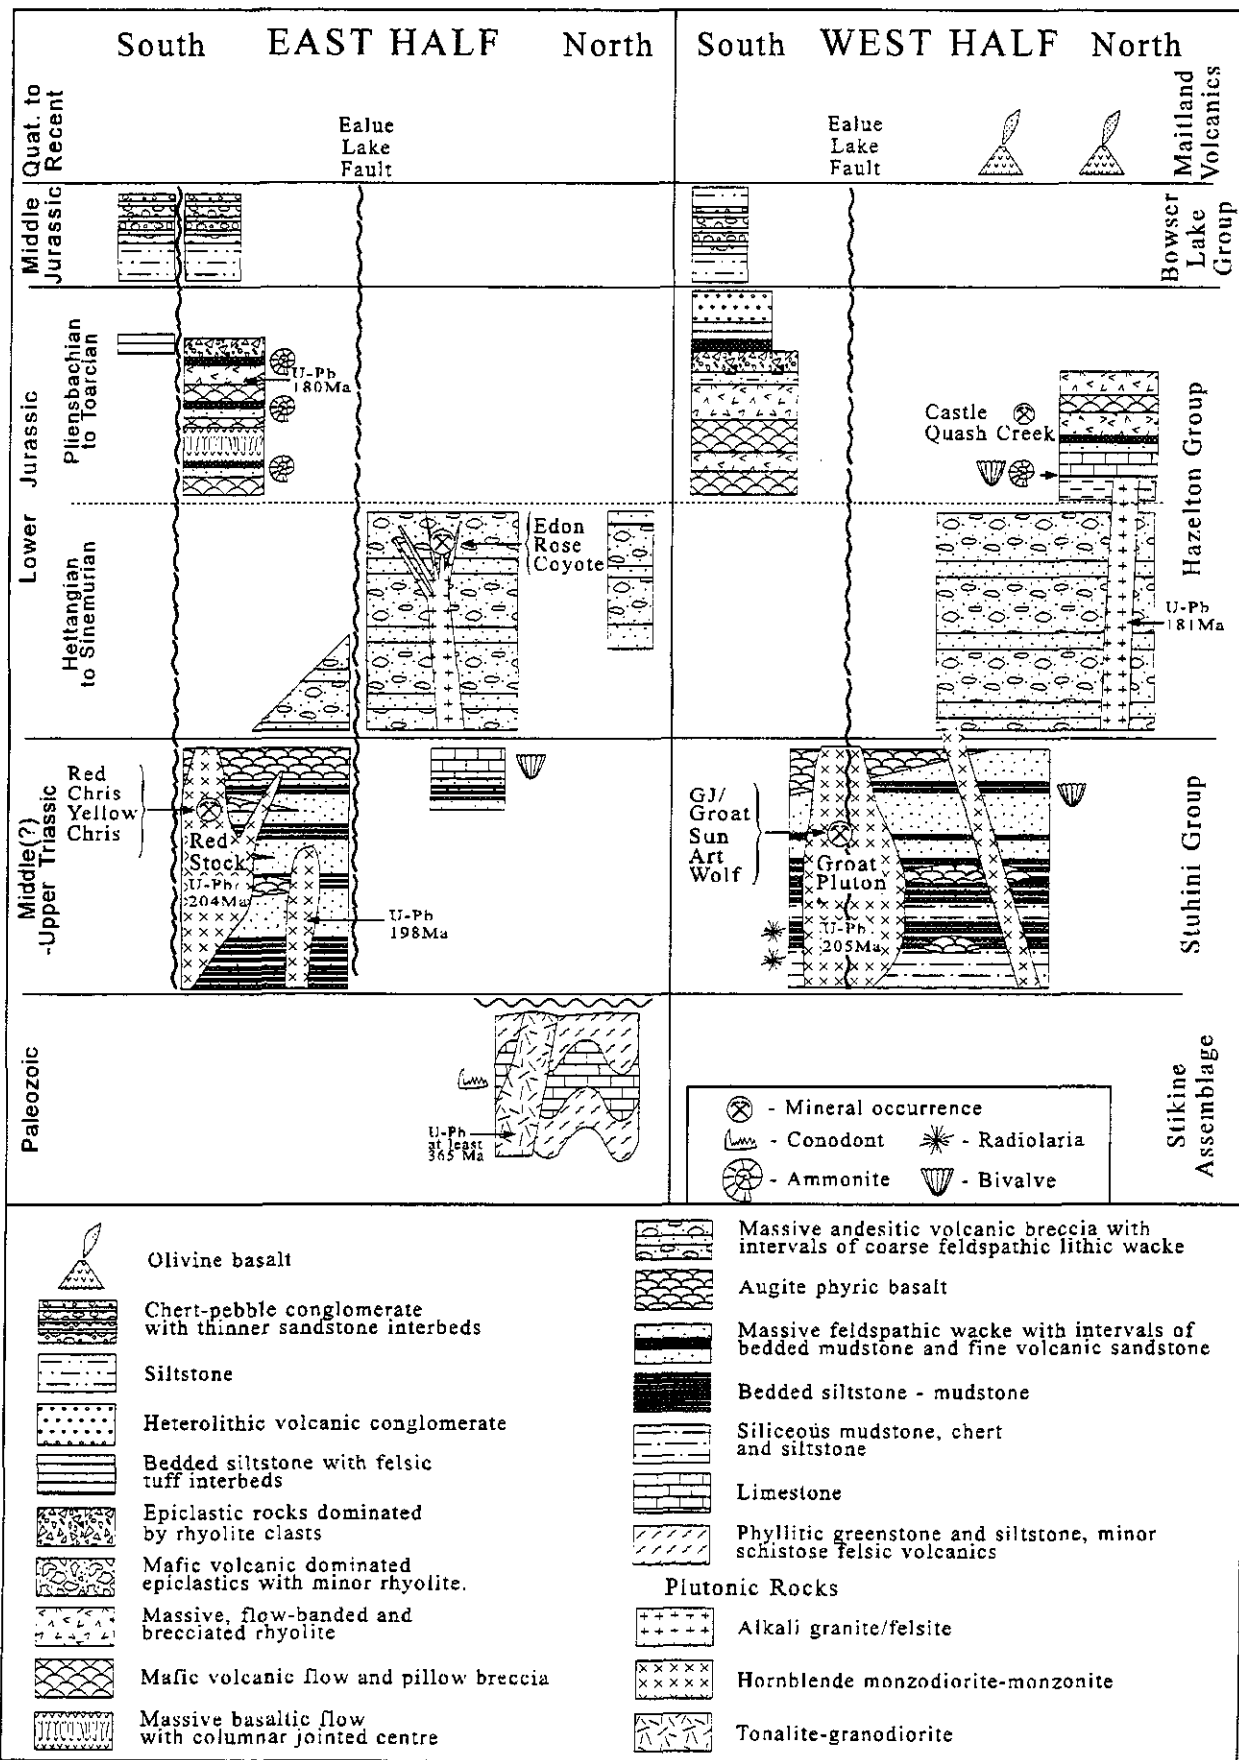 South EAST HALF North
South WEST HALF North
Quat. to
Recent
Ealue
Lake
Fault
Ealue
Lake
Fault
Maitland
Volcanics
Middle
Jurassic
Bowser
Lake
Group
Lower Jurassic
Pliensbachian
to Toarcian
U-Pb
180Ma
Castle
Quash Creek
Hazelton Group
Hettangian
to Sinemurian
Edon
Rose
Coyote
U-Pb
181Ma
Middle(?)
-Upper Triassic
Red
Chris
Yellow
Chris
Red
Stock
U-Pb
204Ma
U-Pb
198Ma
GJ/
Groat
Sun
Art
Wolf
Groat
Pluton
U-Pb
205Ma
Stuhini Group
Paleozoic
U-Pb
at least
365 Ma
Stikine
Assemblage
- Mineral occurrence
- Conodont
- Radiolaria
- Ammonite
- Bivalve
Olivine basalt
Chert-pebble conglomerate
with thinner sandstone interbeds
Siltstone
Heterolithic volcanic conglomerate
Bedded siltstone with felsic
tuff interbeds
Epiclastic rocks dominated
by rhyolite clasts
Mafic volcanic dominated
epiclastics with minor rhyolite.
Massive, flow-banded and
brecciated rhyolite
Mafic volcanic flow and pillow breccia
Massive basaltic flow
with columnar jointed centre
Massive andesitic volcanic breccia with
intervals of coarse feldspathic lithic wacke
Augite phyric basalt
Massive feldspathic wacke with intervals of
bedded mudstone and fine volcanic sandstone
Bedded siltstone - mudstone
Siliceous mudstone, chert
and siltstone
Limestone
Phyllitic greenstone and siltstone, minor
schistose felsic volcanics
Plutonic Rocks
Alkali granite/felsite
Hornblende monzodiorite-monzonite
Tonalite-granodiorite